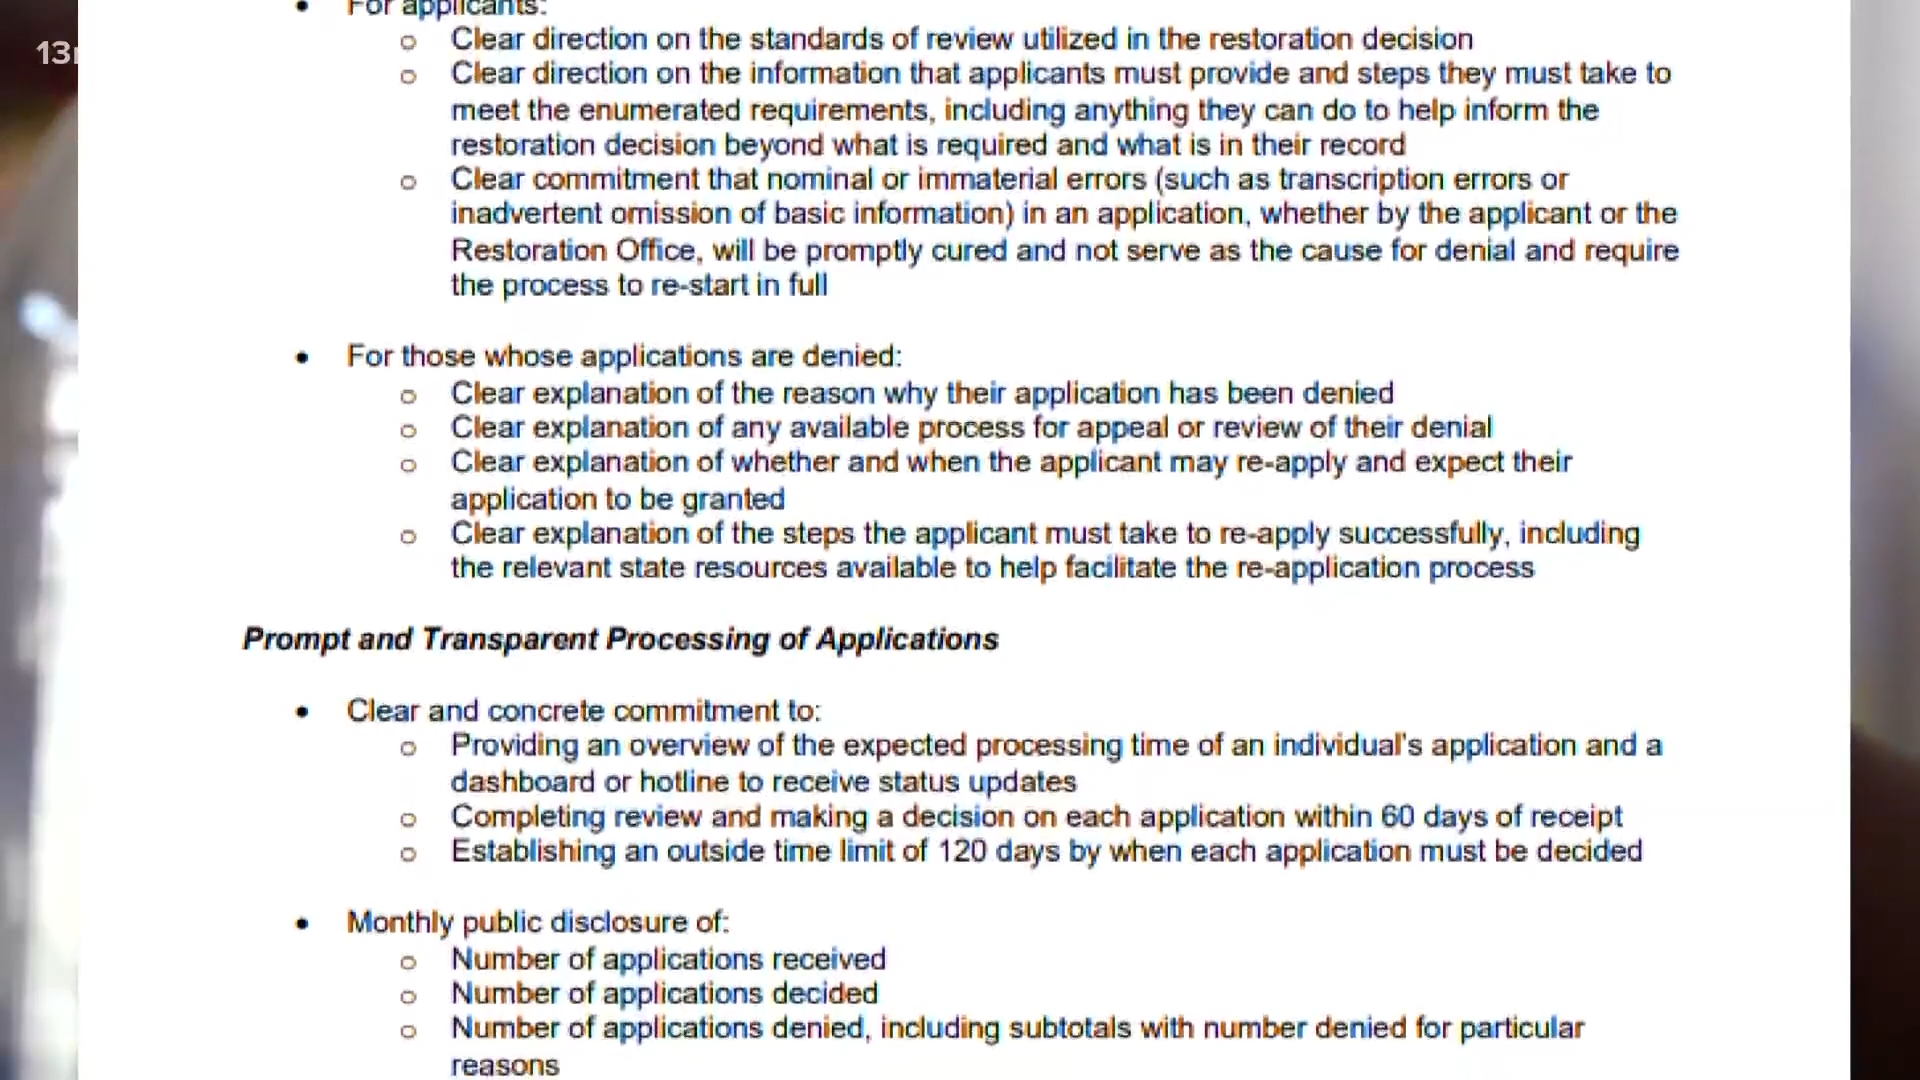 13
• For applicants:
o Clear direction on the standards of review utilized in the restoration decision
o Clear direction on the information that applicants must provide and steps they must take to
meet the enumerated requirements, including anything they can do to help inform the
restoration decision beyond what is required and what is in their record
o Clear commitment that nominal or immaterial errors (such as transcription errors or
inadvertent omission of basic information) in an application, whether by the applicant or the
Restoration Office, will be promptly cured and not serve as the cause for denial and require
the process to re-start in full
• For those whose applications are denied:
o Clear explanation of the reason why their application has been denied
o Clear explanation of any available process for appeal or review of their denial
o Clear explanation of whether and when the applicant may re-apply and expect their
application to be granted
o Clear explanation of the steps the applicant must take to re-apply successfully, including
the relevant state resources available to help facilitate the re-application process
Prompt and Transparent Processing of Applications
• Clear and concrete commitment to:
o Providing an overview of the expected processing time of an individual's application and a
dashboard or hotline to receive status updates
o Completing review and making a decision on each application within 60 days of receipt
o Establishing an outside time limit of 120 days by when each application must be decided
• Monthly public disclosure of:
o Number of applications received
o Number of applications decided
o Number of applications denied, including subtotals with number denied for particular
reasons